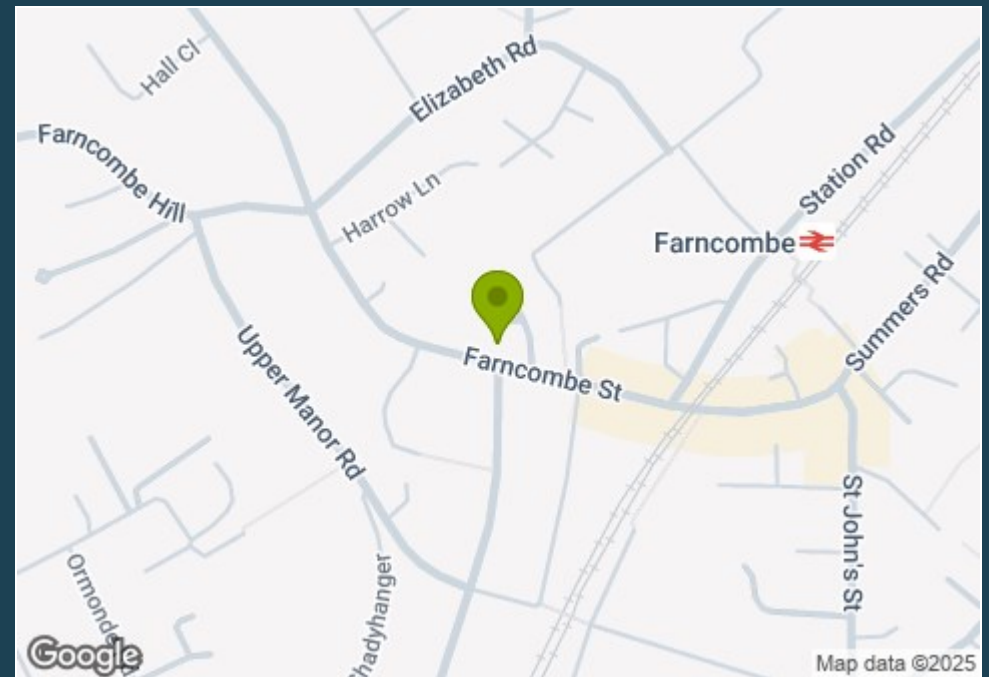 Hall Cl
Elizabeth Rd
Farncombe Hill
Station Rd
Harrow Ln
Farncombe
Summers Rd
Farncombe St
Upper Manor Rd
St John's St
Shadyhanger
Google
Map data ©2025